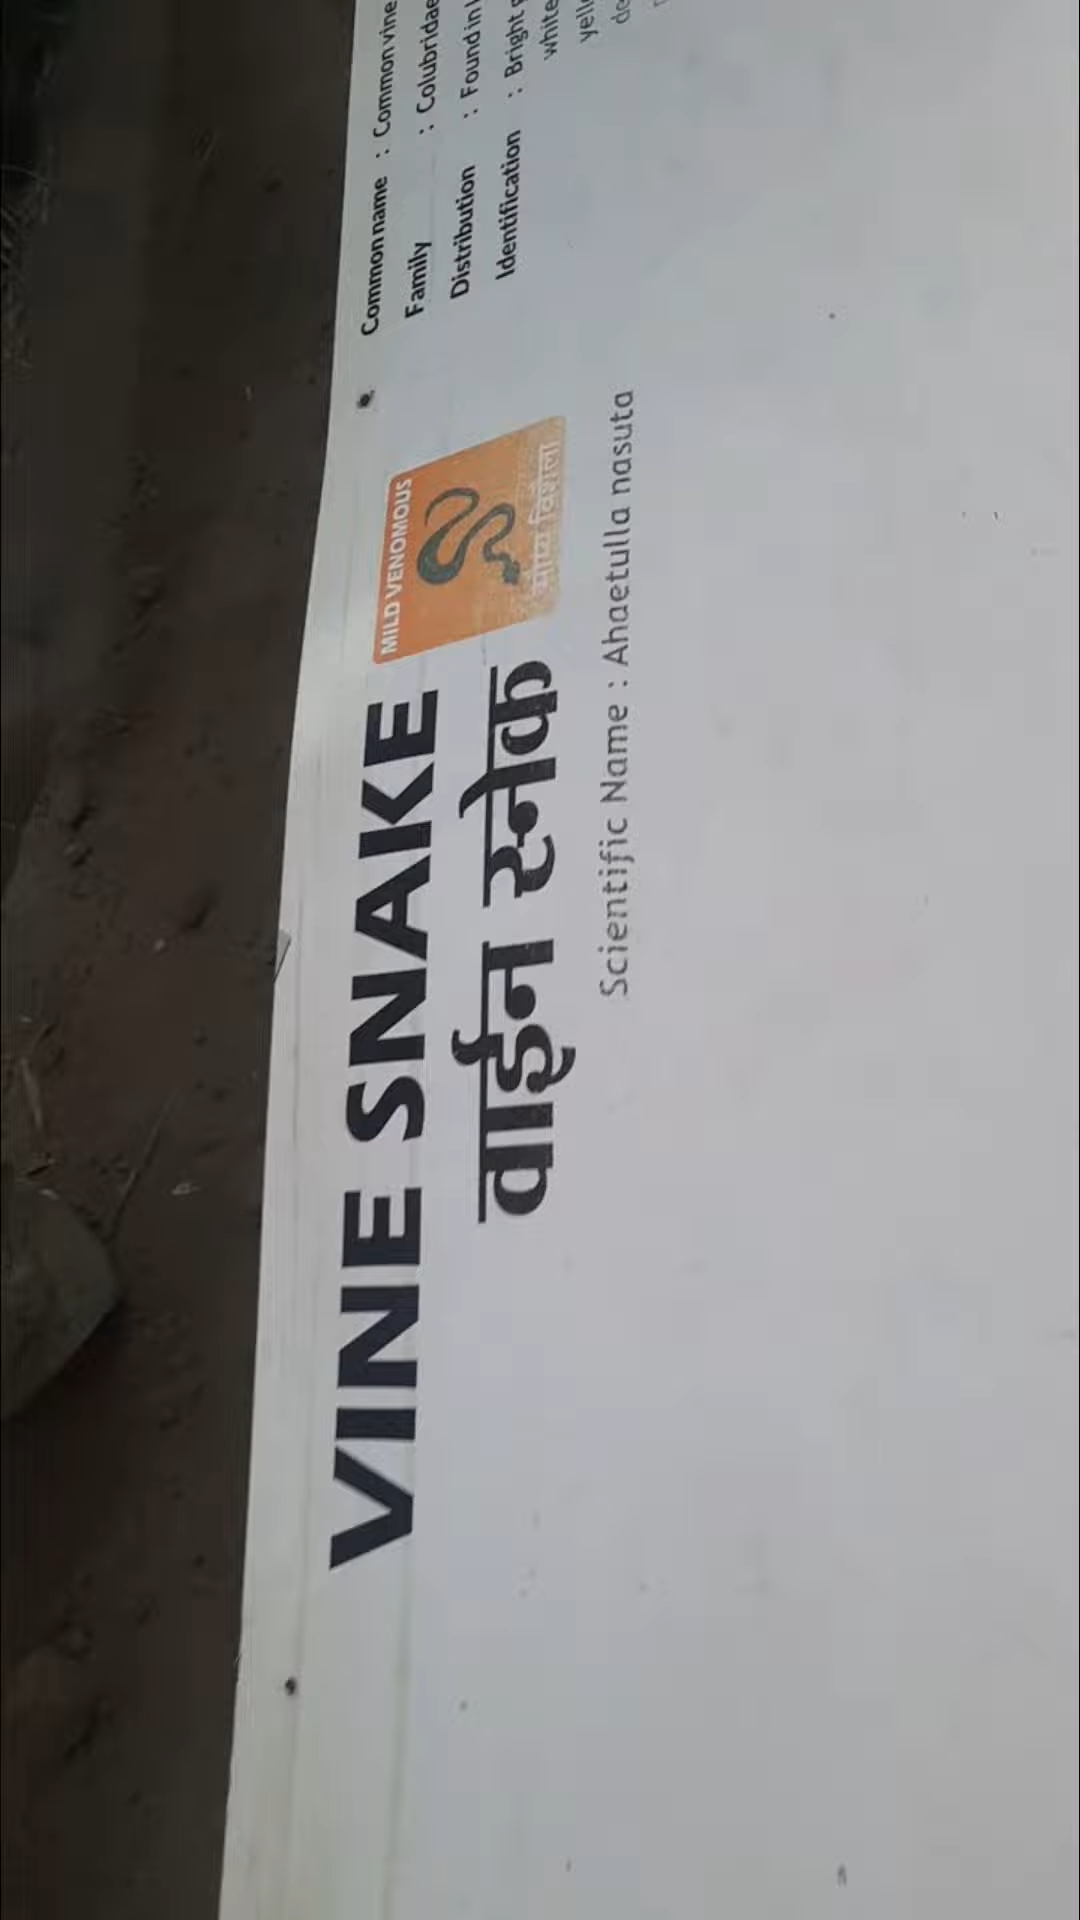 VINE SNAKE
वाईन स्नेक
MILD VENOMOUS
Scientific Name : Ahaetulla nasuta
Common name : Common vine
Family : Colubridae
Distribution : Found in
Identification : Bright
white